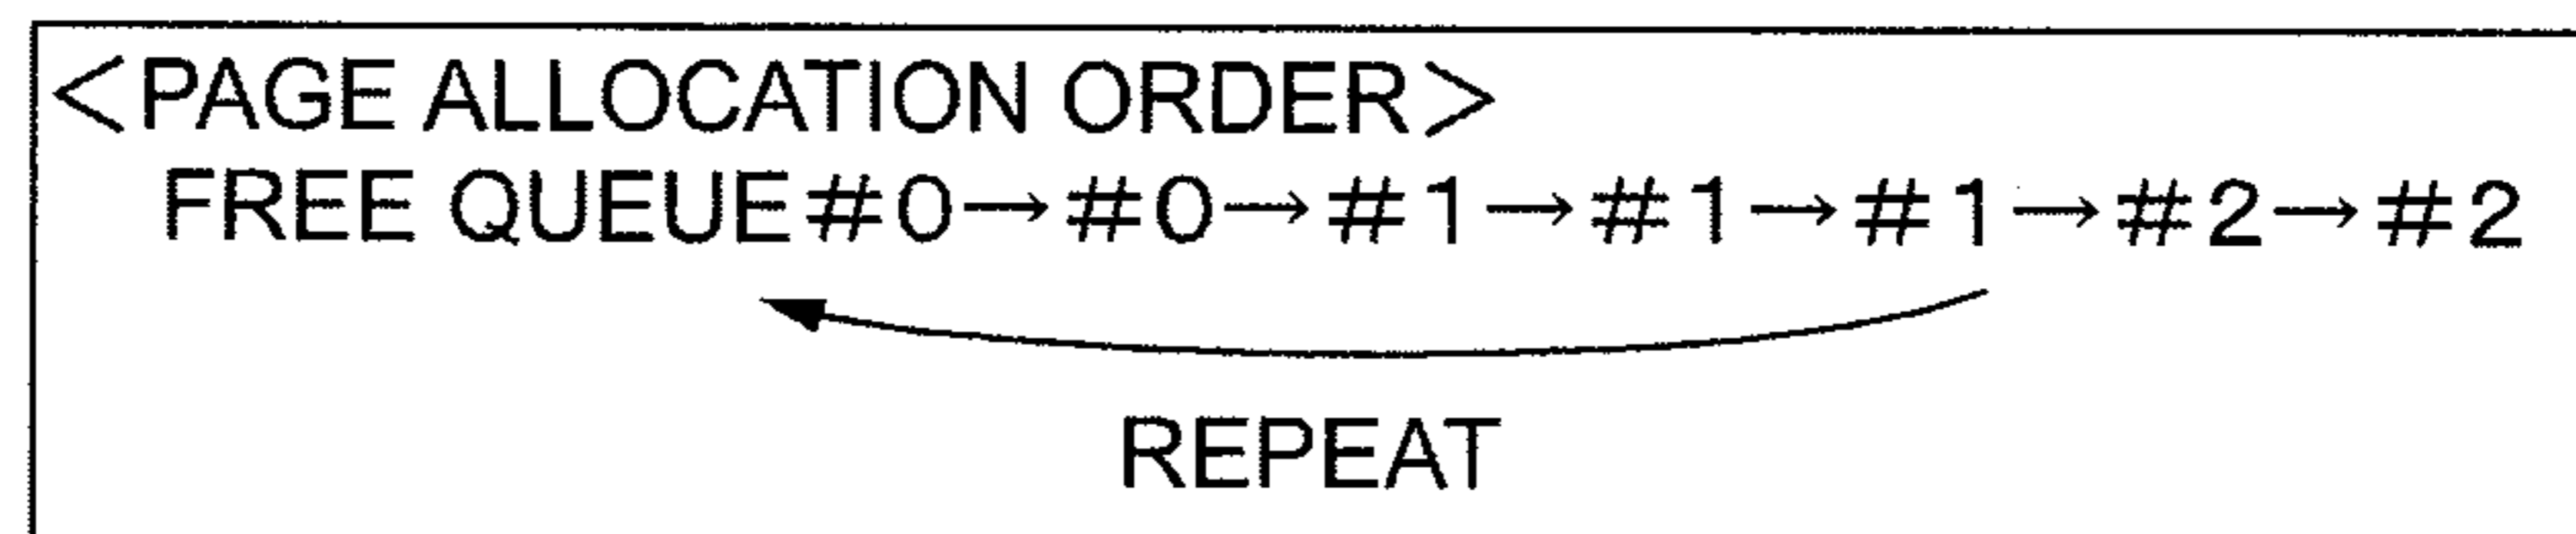 <PAGE ALLOCATION ORDER>
FREE QUEUE#0→#0→#1→#1→#1→#2→#2
REPEAT